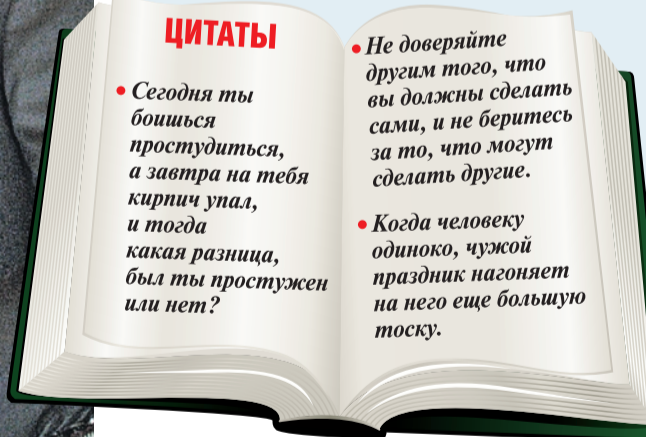 ЦИТАТЫ
• Сегодня ты
боишься
простудиться,
а завтра на тебя
кирпич упал,
и тогда
какая разница,
был ты простужен
или нет?
• Не доверяйте
другим того, что
вы должны сделать
сами, и не беритесь
за то, что могут
сделать другие.
• Когда человеку
одиноко, чужой
праздник нагоняет
на него еще большую
тоску.